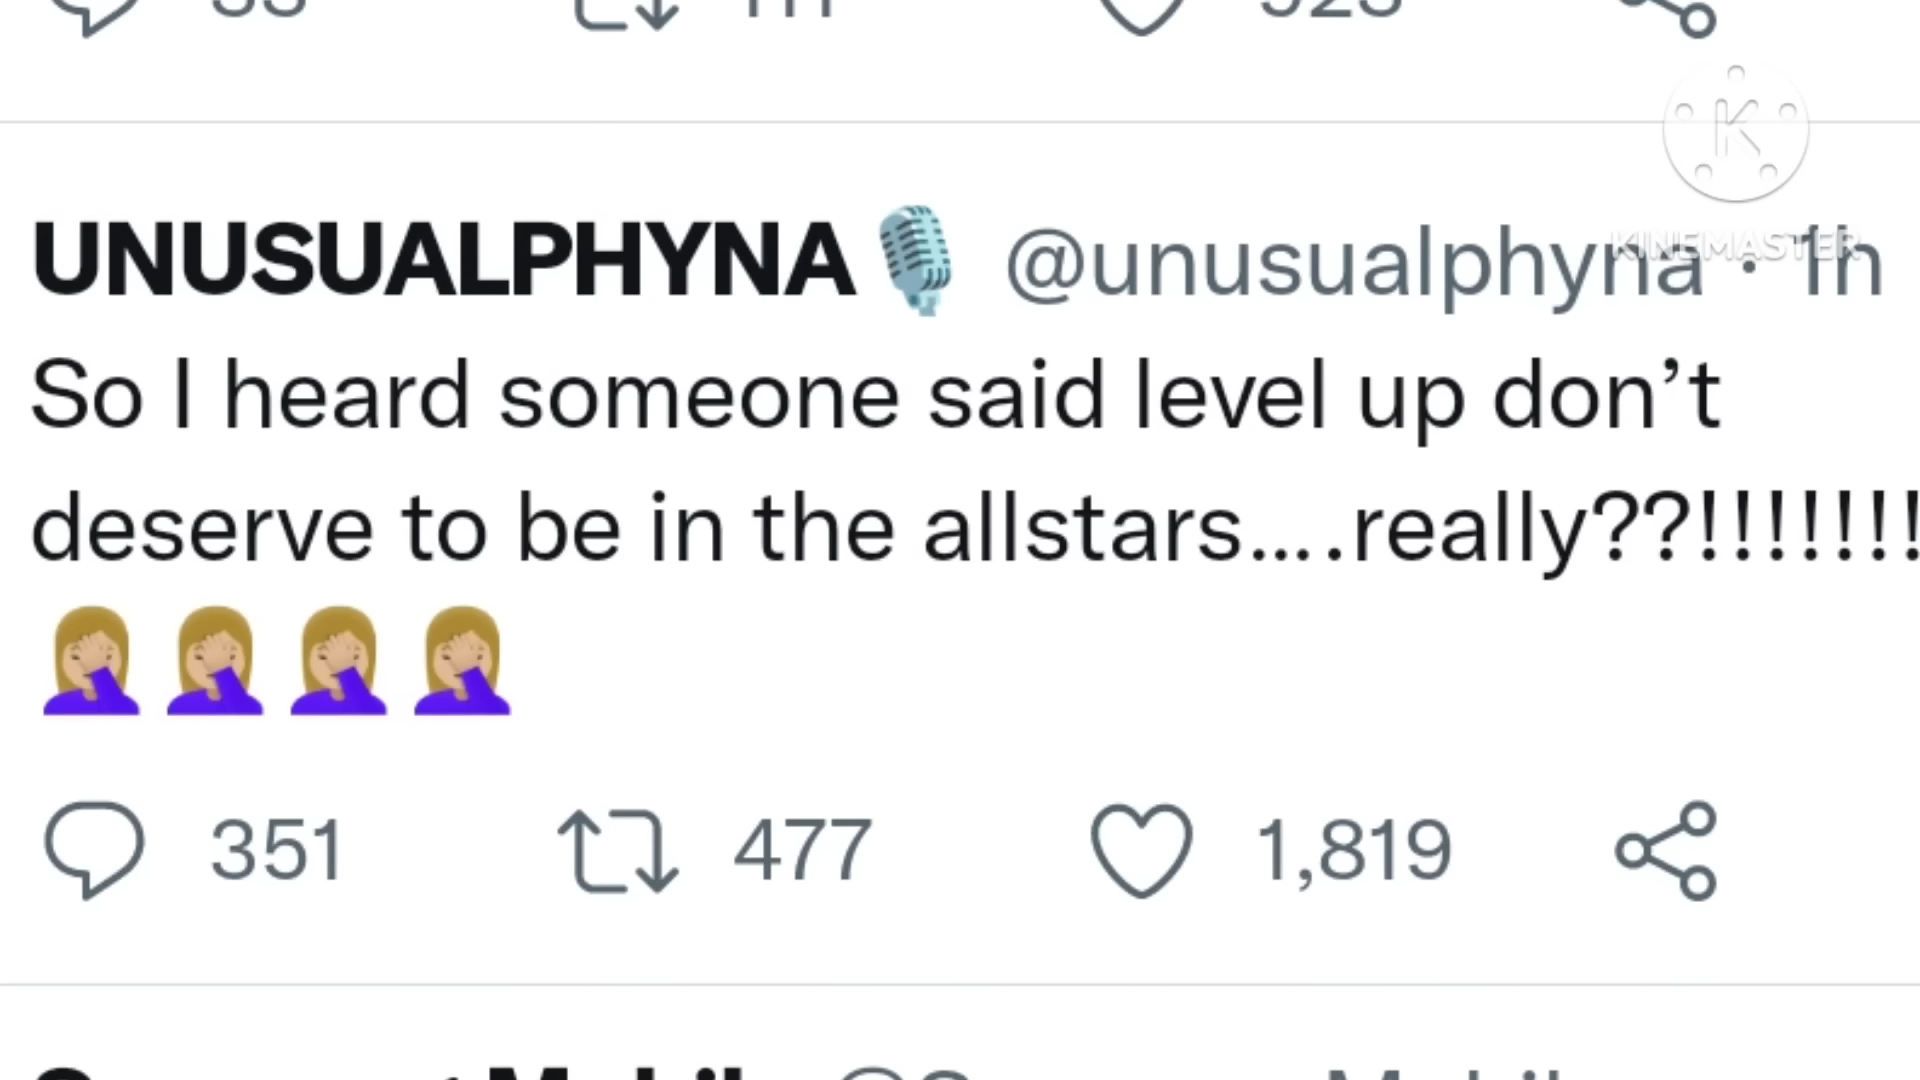 UNUSUALPHYNA🎙️ @unusualphyna · 1h
So I heard someone said level up don’t
deserve to be in the allstars....really??!!!!!!!
🤦🏼‍♀️🤦🏼‍♀️🤦🏼‍♀️🤦🏼‍♀️
351 477 1,819
K
KINEMASTER